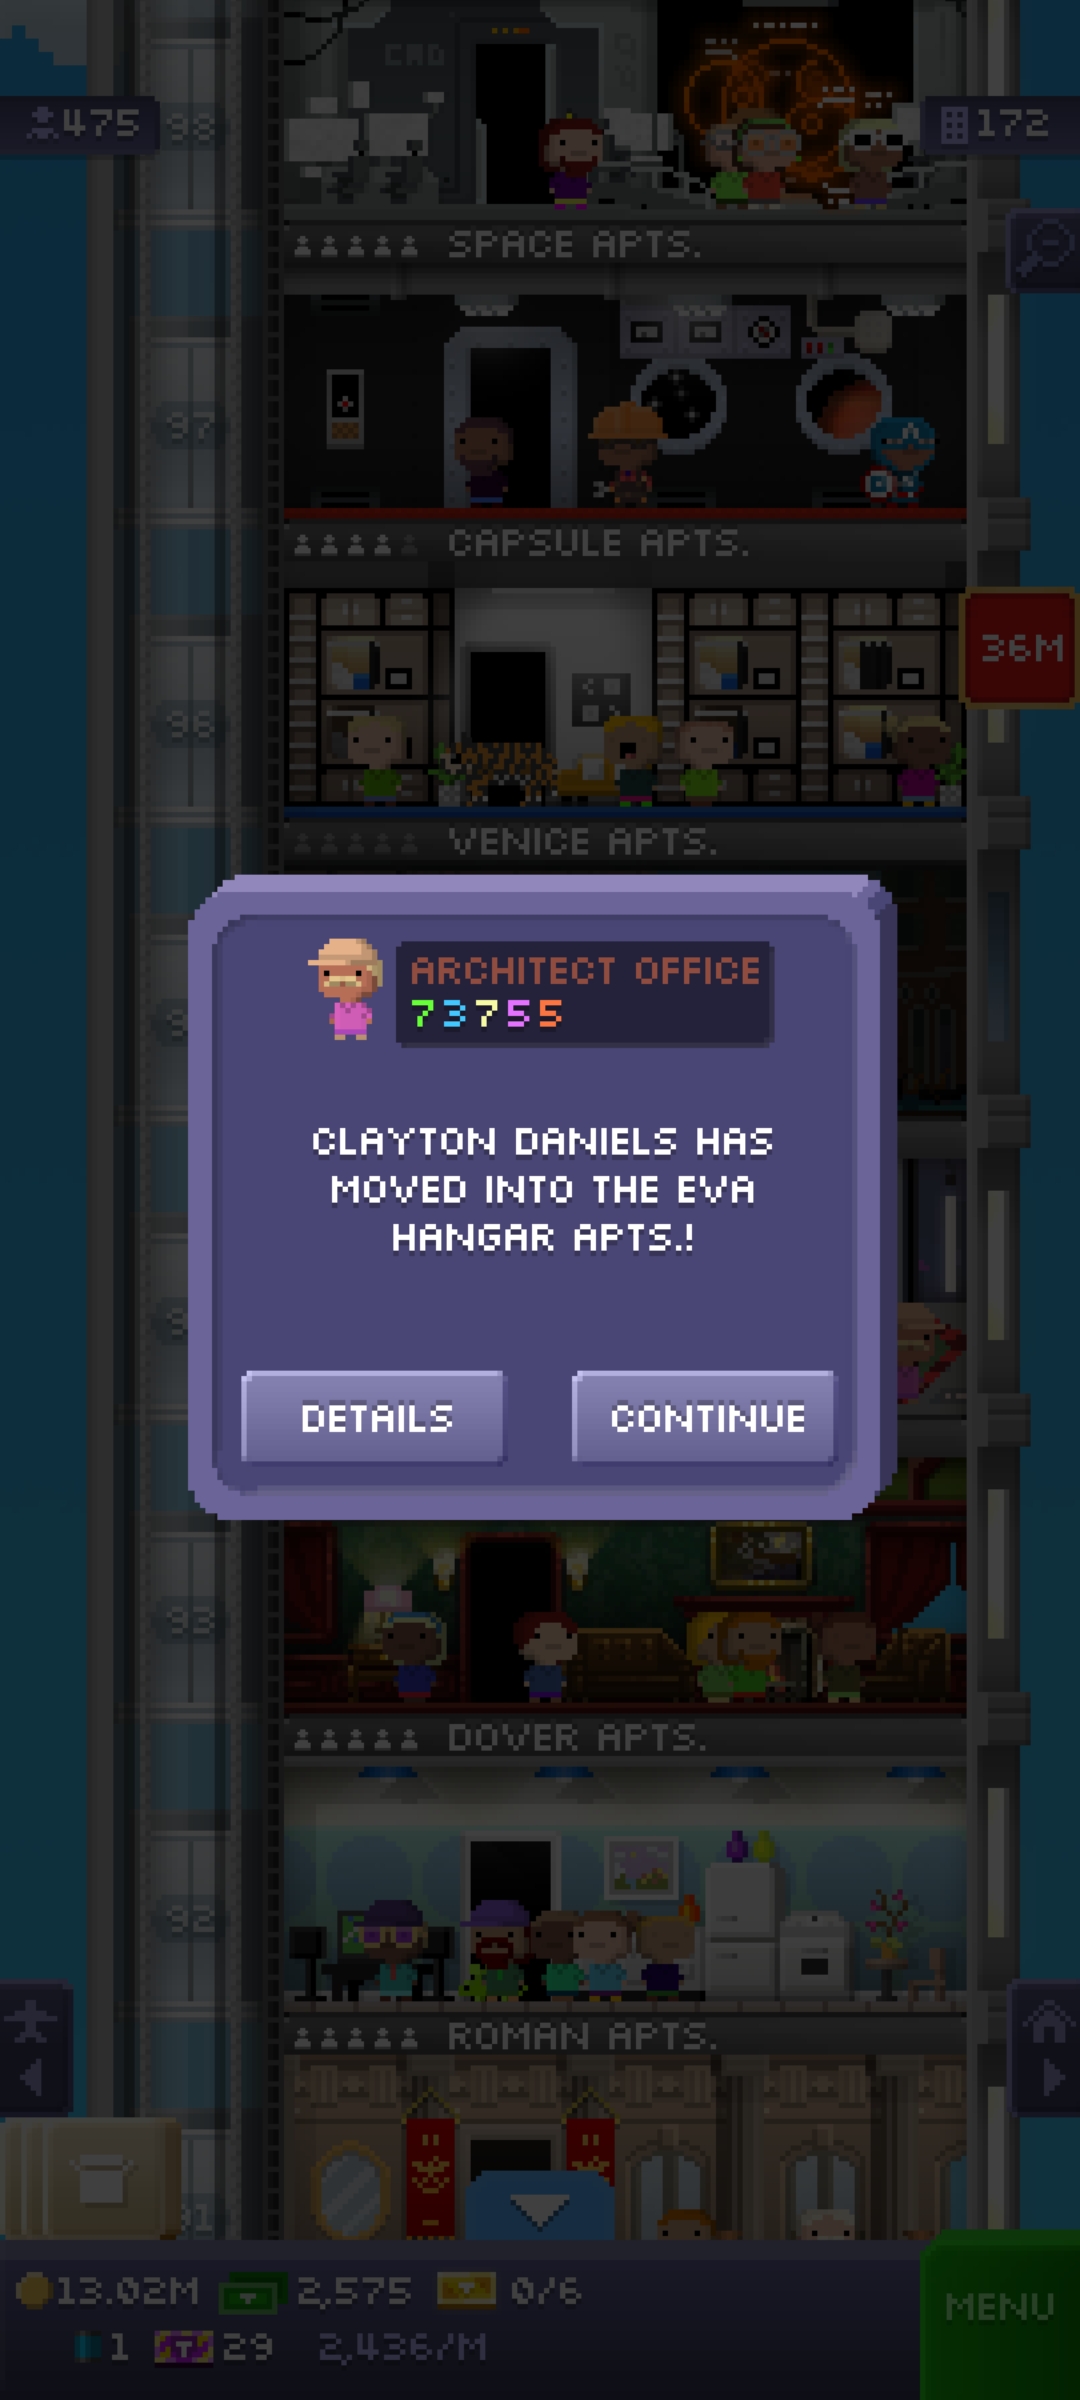 CAD
475
98
172
SPACE APTS.
97
CAPSULE APTS.
36M
96
VENICE APTS.
ARCHITECT OFFICE
73755
CLAYTON DANIELS HAS
MOVED INTO THE EVA
HANGAR APTS.!
DETAILS
CONTINUE
93
DOVER APTS.
92
ROMAN APTS.
13.02M
2,575
0/6
MENU
1
29
2,436/M